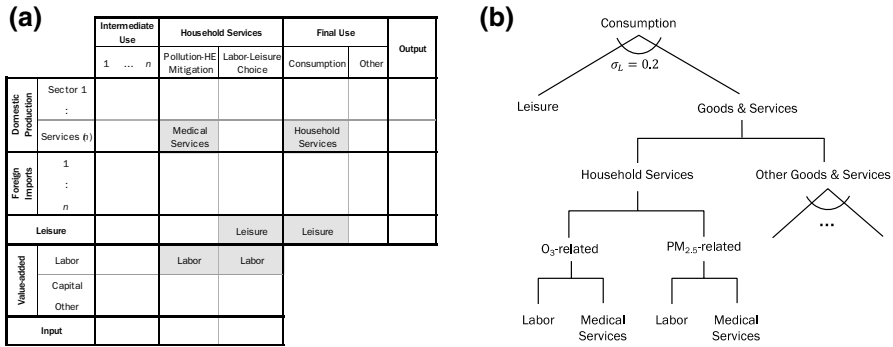 (a)
Intermediate
Use
Household Services
Final Use
Output
1 … n
Pollution-HE
Mitigation
Labor-Leisure
Choice
Consumption
Other
Domestic
Production
Sector 1
:
Services (n)
Medical
Services
Household
Services
Foreign
Imports
1
:
n
Leisure
Leisure
Leisure
Value-added
Labor
Labor
Labor
Capital
Other
Input
(b)
Consumption
σL = 0.2
Leisure
Goods & Services
Household Services
Other Goods & Services
...
O3-related
PM2.5-related
Labor
Medical
Services
Labor
Medical
Services